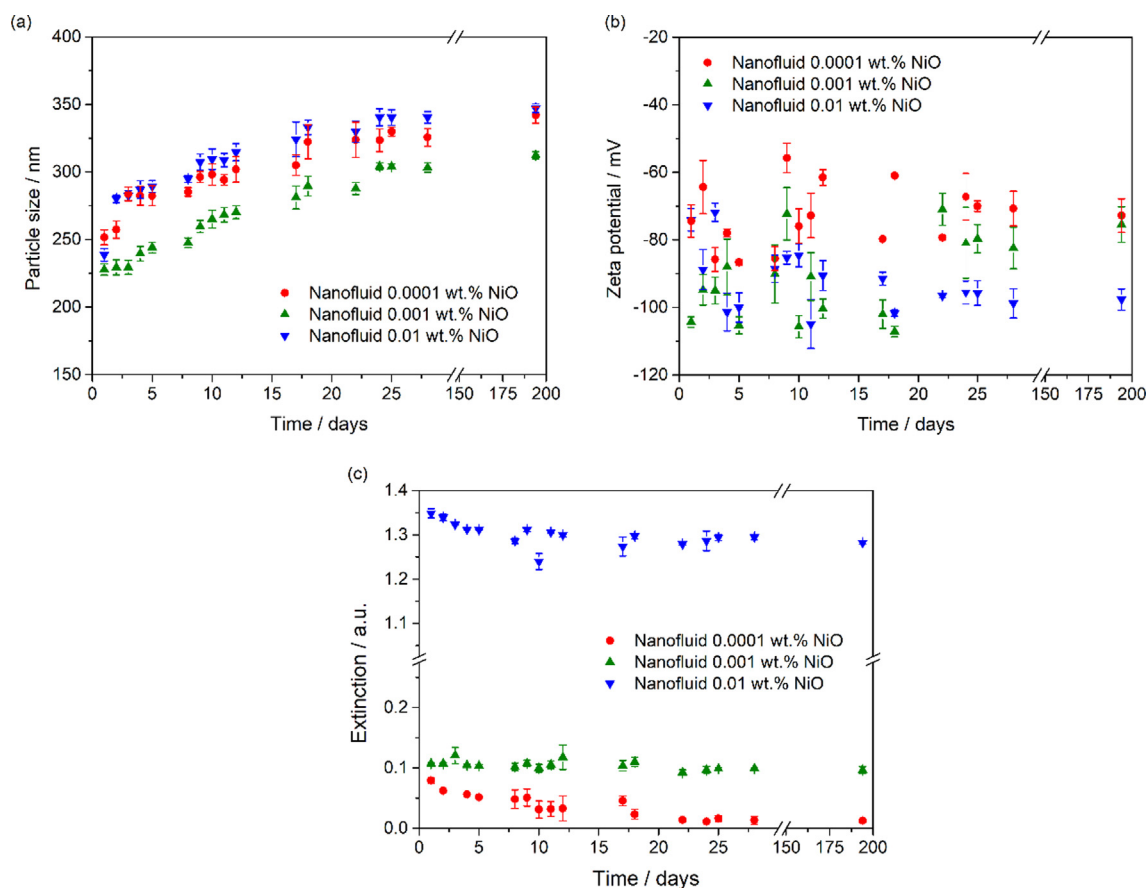 (a)
400
350
300
250
200
150
Particle size / nm
Nanofluid 0.0001 wt.% NiO
Nanofluid 0.001 wt.% NiO
Nanofluid 0.01 wt.% NiO
0 5 10 15 20 25 150 175 200
Time / days
(b)
-20
-40
-60
-80
-100
-120
Zeta potential / mV
Nanofluid 0.0001 wt.% NiO
Nanofluid 0.001 wt.% NiO
Nanofluid 0.01 wt.% NiO
0 5 10 15 20 25 150 175 200
Time / days
(c)
1.4
1.3
1.2
1.1
0.2
0.1
0.0
Extinction / a.u.
Nanofluid 0.0001 wt.% NiO
Nanofluid 0.001 wt.% NiO
Nanofluid 0.01 wt.% NiO
0 5 10 15 20 25 150 175 200
Time / days